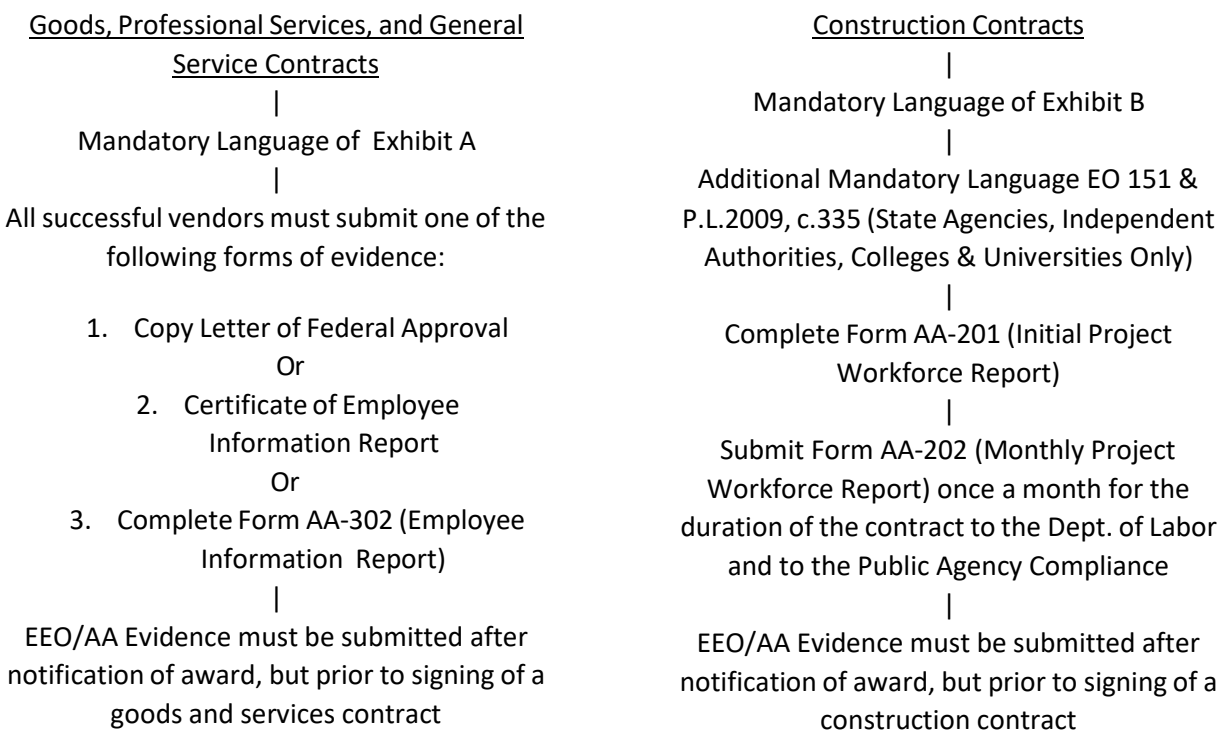 Goods, Professional Services, and General
Service Contracts
|
Mandatory Language of Exhibit A
|
All successful vendors must submit one of the
following forms of evidence:
1. Copy Letter of Federal Approval
Or
2. Certificate of Employee
Information Report
Or
3. Complete Form AA-302 (Employee
Information Report)
|
EEO/AA Evidence must be submitted after
notification of award, but prior to signing of a
goods and services contract
Construction Contracts
|
Mandatory Language of Exhibit B
|
Additional Mandatory Language EO 151 &
P.L.2009, c.335 (State Agencies, Independent
Authorities, Colleges & Universities Only)
|
Complete Form AA-201 (Initial Project
Workforce Report)
|
Submit Form AA-202 (Monthly Project
Workforce Report) once a month for the
duration of the contract to the Dept. of Labor
and to the Public Agency Compliance
|
EEO/AA Evidence must be submitted after
notification of award, but prior to signing of a
construction contract